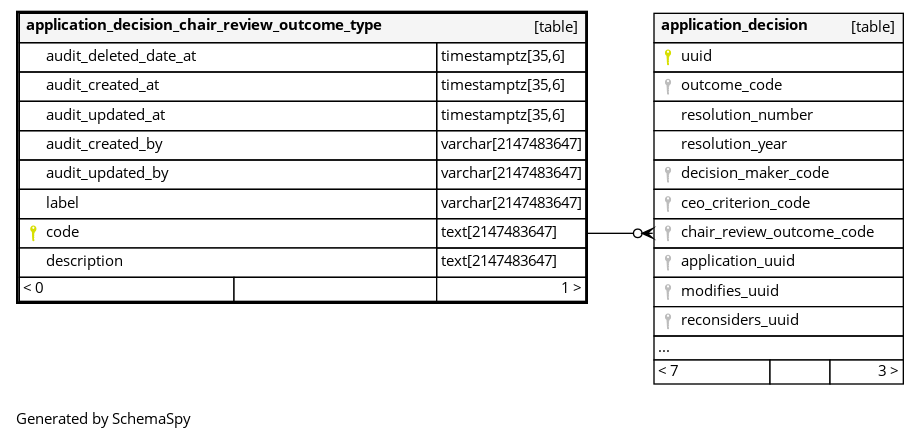 application_decision_chair_review_outcome_type [table]
audit_deleted_date_at timestamptz[35,6]
audit_created_at timestamptz[35,6]
audit_updated_at timestamptz[35,6]
audit_created_by varchar[2147483647]
audit_updated_by varchar[2147483647]
label varchar[2147483647]
code text[2147483647]
description text[2147483647]
< 0 1 >
application_decision [table]
uuid
outcome_code
resolution_number
resolution_year
decision_maker_code
ceo_criterion_code
chair_review_outcome_code
application_uuid
modifies_uuid
reconsiders_uuid
...
< 7 3 >
Generated by SchemaSpy